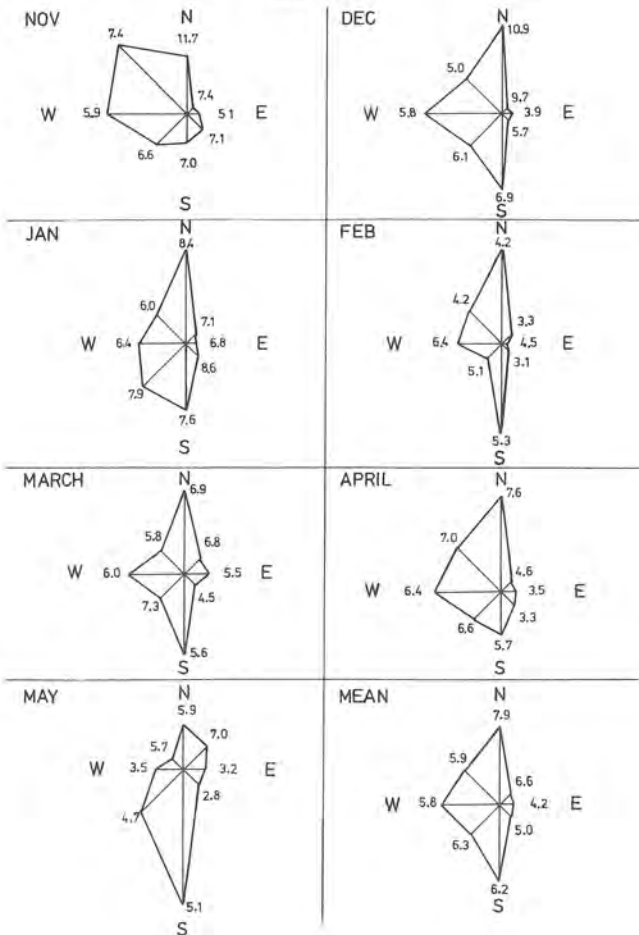 NOV
N
11.7
7.4
7.4
W
5.9
5 1
E
7.1
6.6
7.0
S
DEC
N
10.9
5.0
9.7
W
5.8
3.9
E
5.7
6.1
6.9
S
JAN
N
8.4
6.0
7.1
W
6.4
6.8
E
8.6
7.9
7.6
S
FEB
N
4.2
4.2
3.3
W
6.4
4.5
E
3.1
5.1
5.3
S
MARCH
N
6.9
5.8
6.8
W
6.0
5.5
E
4.5
7.3
5.6
S
APRIL
N
7.6
7.0
4.6
W
6.4
3.5
E
3.3
6.6
5.7
S
MAY
N
5.9
7.0
5.7
W
3.5
3.2
E
2.8
4.7
5.1
S
MEAN
N
7.9
5.9
6.6
W
5.8
4.2
E
5.0
6.3
6.2
S